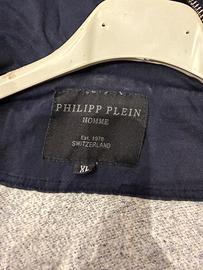 PHILIPP PLEIN
HOMME
Est. 1978
SWITZERLAND
XL